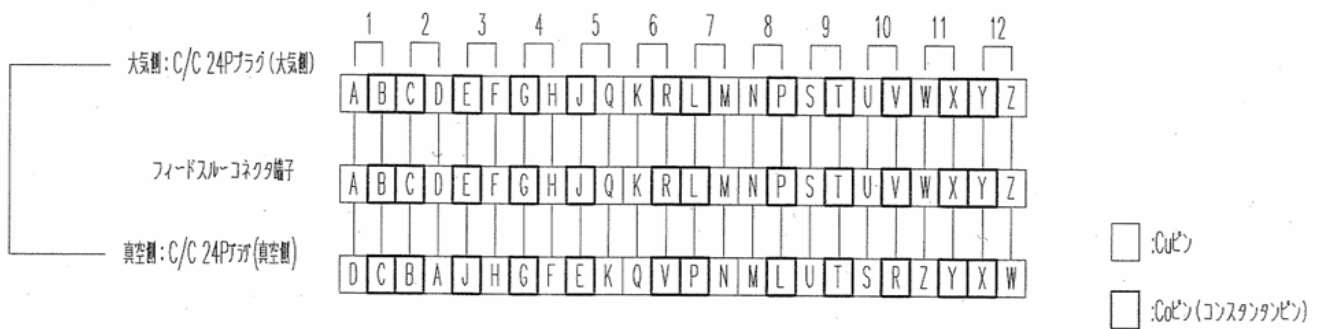 1 2 3 4 5 6 7 8 9 10 11 12
大気側:C/C 24Pプラグ(大気側)
A B C D E F G H J Q K R L M N P S T U V W X Y Z
フィードスルーコネクタ端子
A B C D E F G H J Q K R L M N P S T U V W X Y Z
真空側:C/C 24Pプラグ(真空側)
D C B A J H G F E K Q V P N M L U T S R Z Y X W
:Cuピン
:Coピン(コンスタンタンピン)